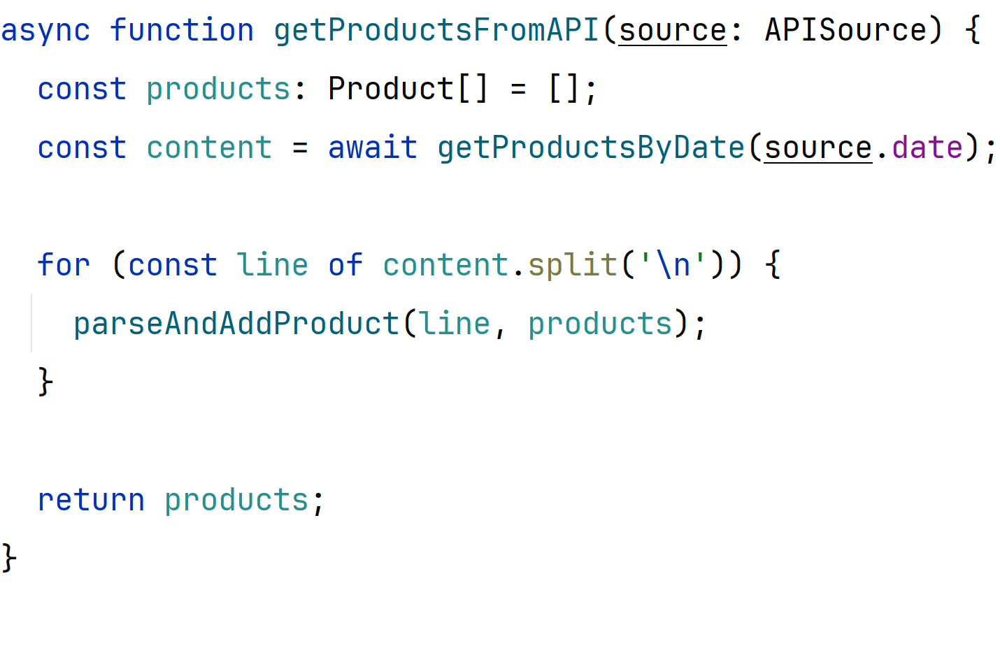 async function getProductsFromAPI(source: APISource) {
  const products: Product[] = [];
  const content = await getProductsByDate(source.date);

  for (const line of content.split('\n')) {
    parseAndAddProduct(line, products);
  }

  return products;
}